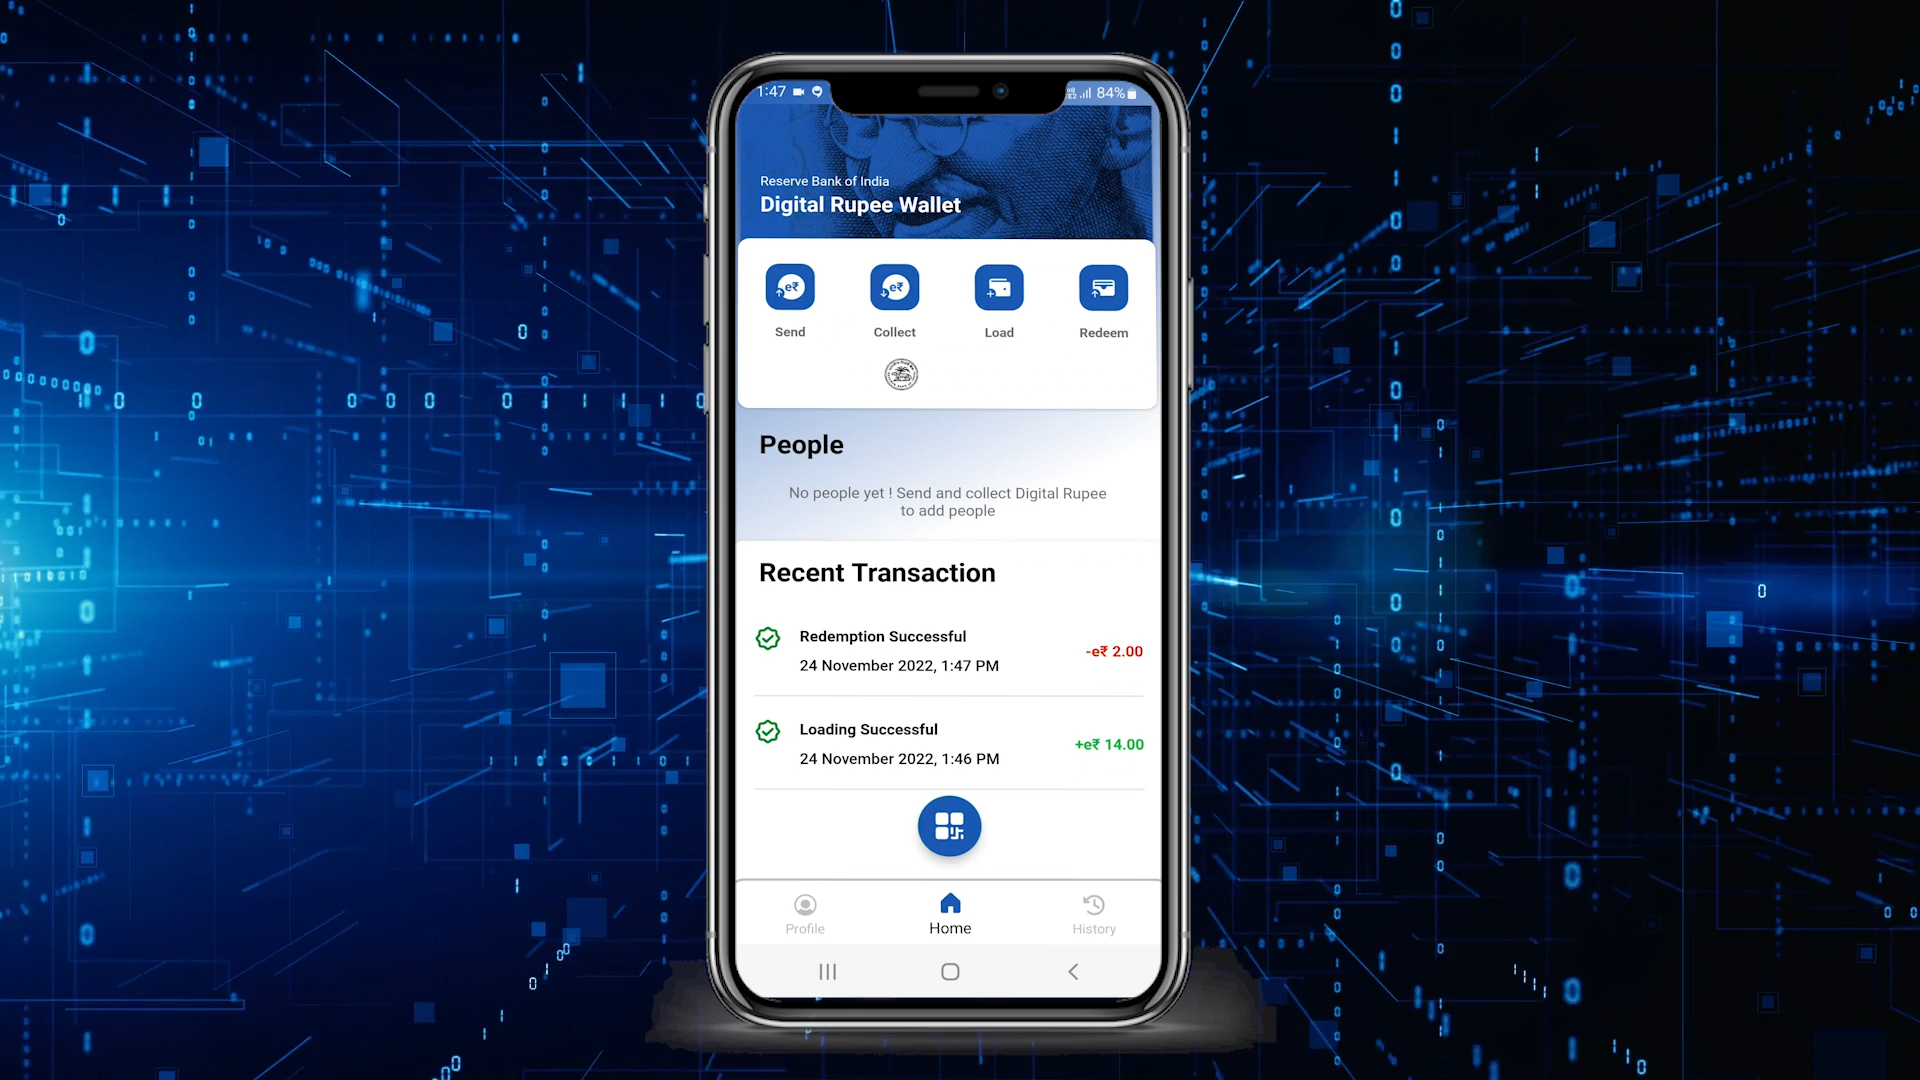 1:47 84%
Reserve Bank of India
Digital Rupee Wallet
e₹ e₹
Send Collect Load Redeem
People
No people yet ! Send and collect Digital Rupee
to add people
Recent Transaction
Redemption Successful
24 November 2022, 1:47 PM
-e₹ 2.00
Loading Successful
24 November 2022, 1:46 PM
+e₹ 14.00
Profile Home History